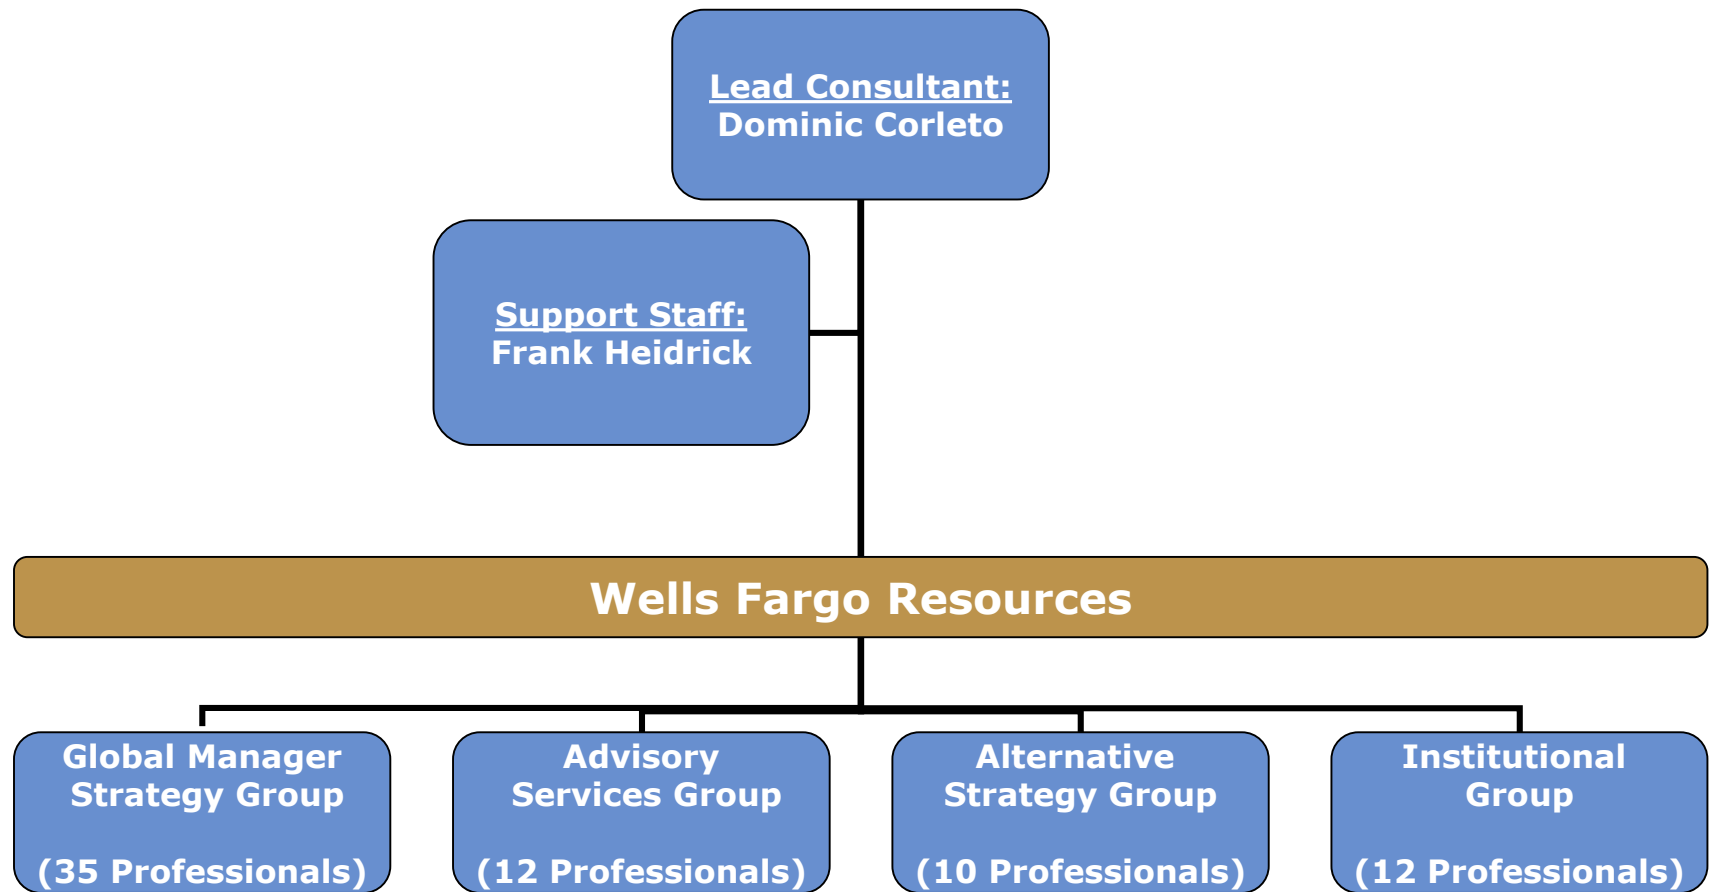 Lead Consultant:
Dominic Corleto
Support Staff:
Frank Heidrick
Wells Fargo Resources
Global Manager
Strategy Group
(35 Professionals)
Advisory
Services Group
(12 Professionals)
Alternative
Strategy Group
(10 Professionals)
Institutional
Group
(12 Professionals)